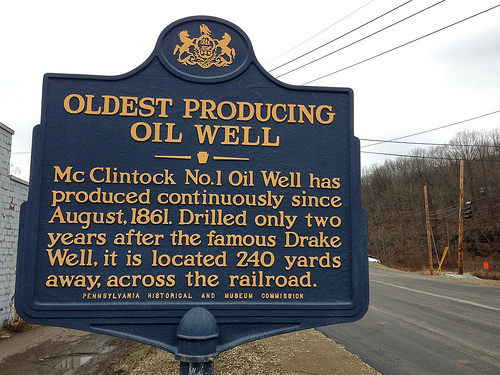 OLDEST PRODUCING
OIL WELL
Mc Clintock No.1 Oil Well has
produced continuously since
August, 1861. Drilled only two
years after the famous Drake
Well, it is located 240 yards
away, across the railroad.
PENNSYLVANIA HISTORICAL AND MUSEUM COMMISSION